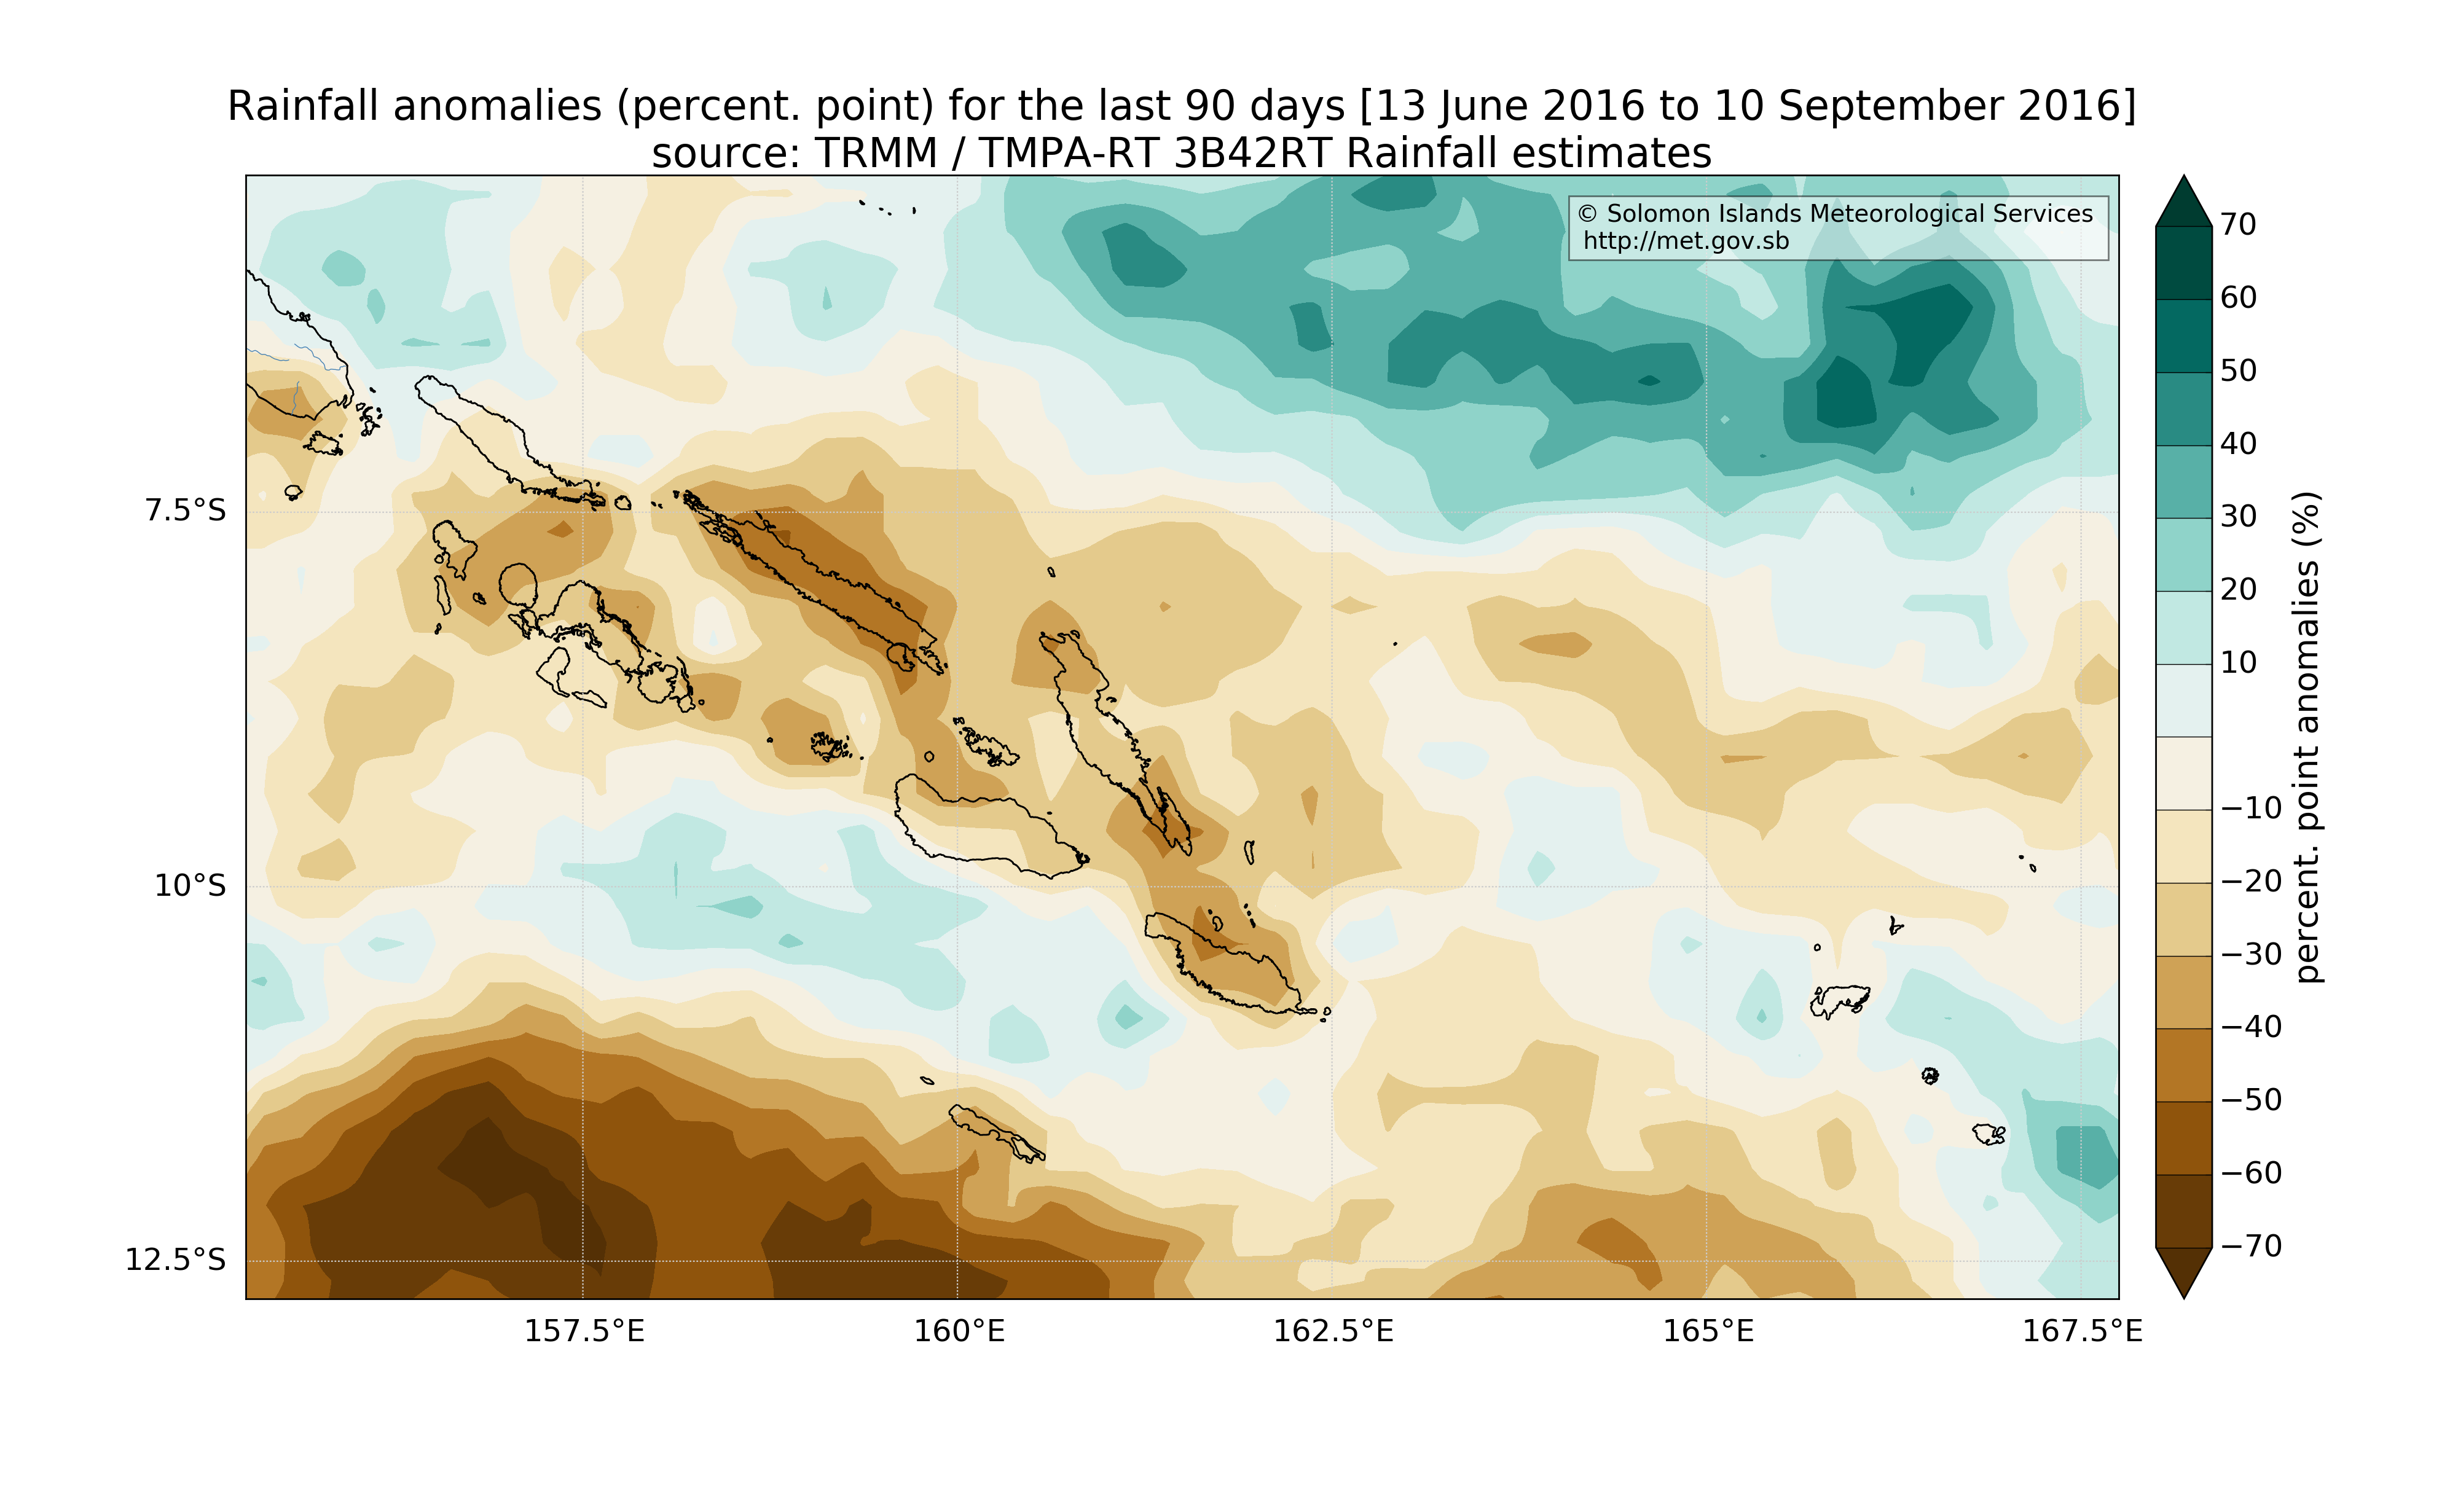 Rainfall anomalies (percent. point) for the last 90 days [13 June 2016 to 10 September 2016]
source: TRMM / TMPA-RT 3B42RT Rainfall estimates
© Solomon Islands Meteorological Services
http://met.gov.sb
7.5°S
10°S
12.5°S
157.5°E
160°E
162.5°E
165°E
167.5°E
70
60
50
40
30
20
10
−10
−20
−30
−40
−50
−60
−70
percent. point anomalies (%)